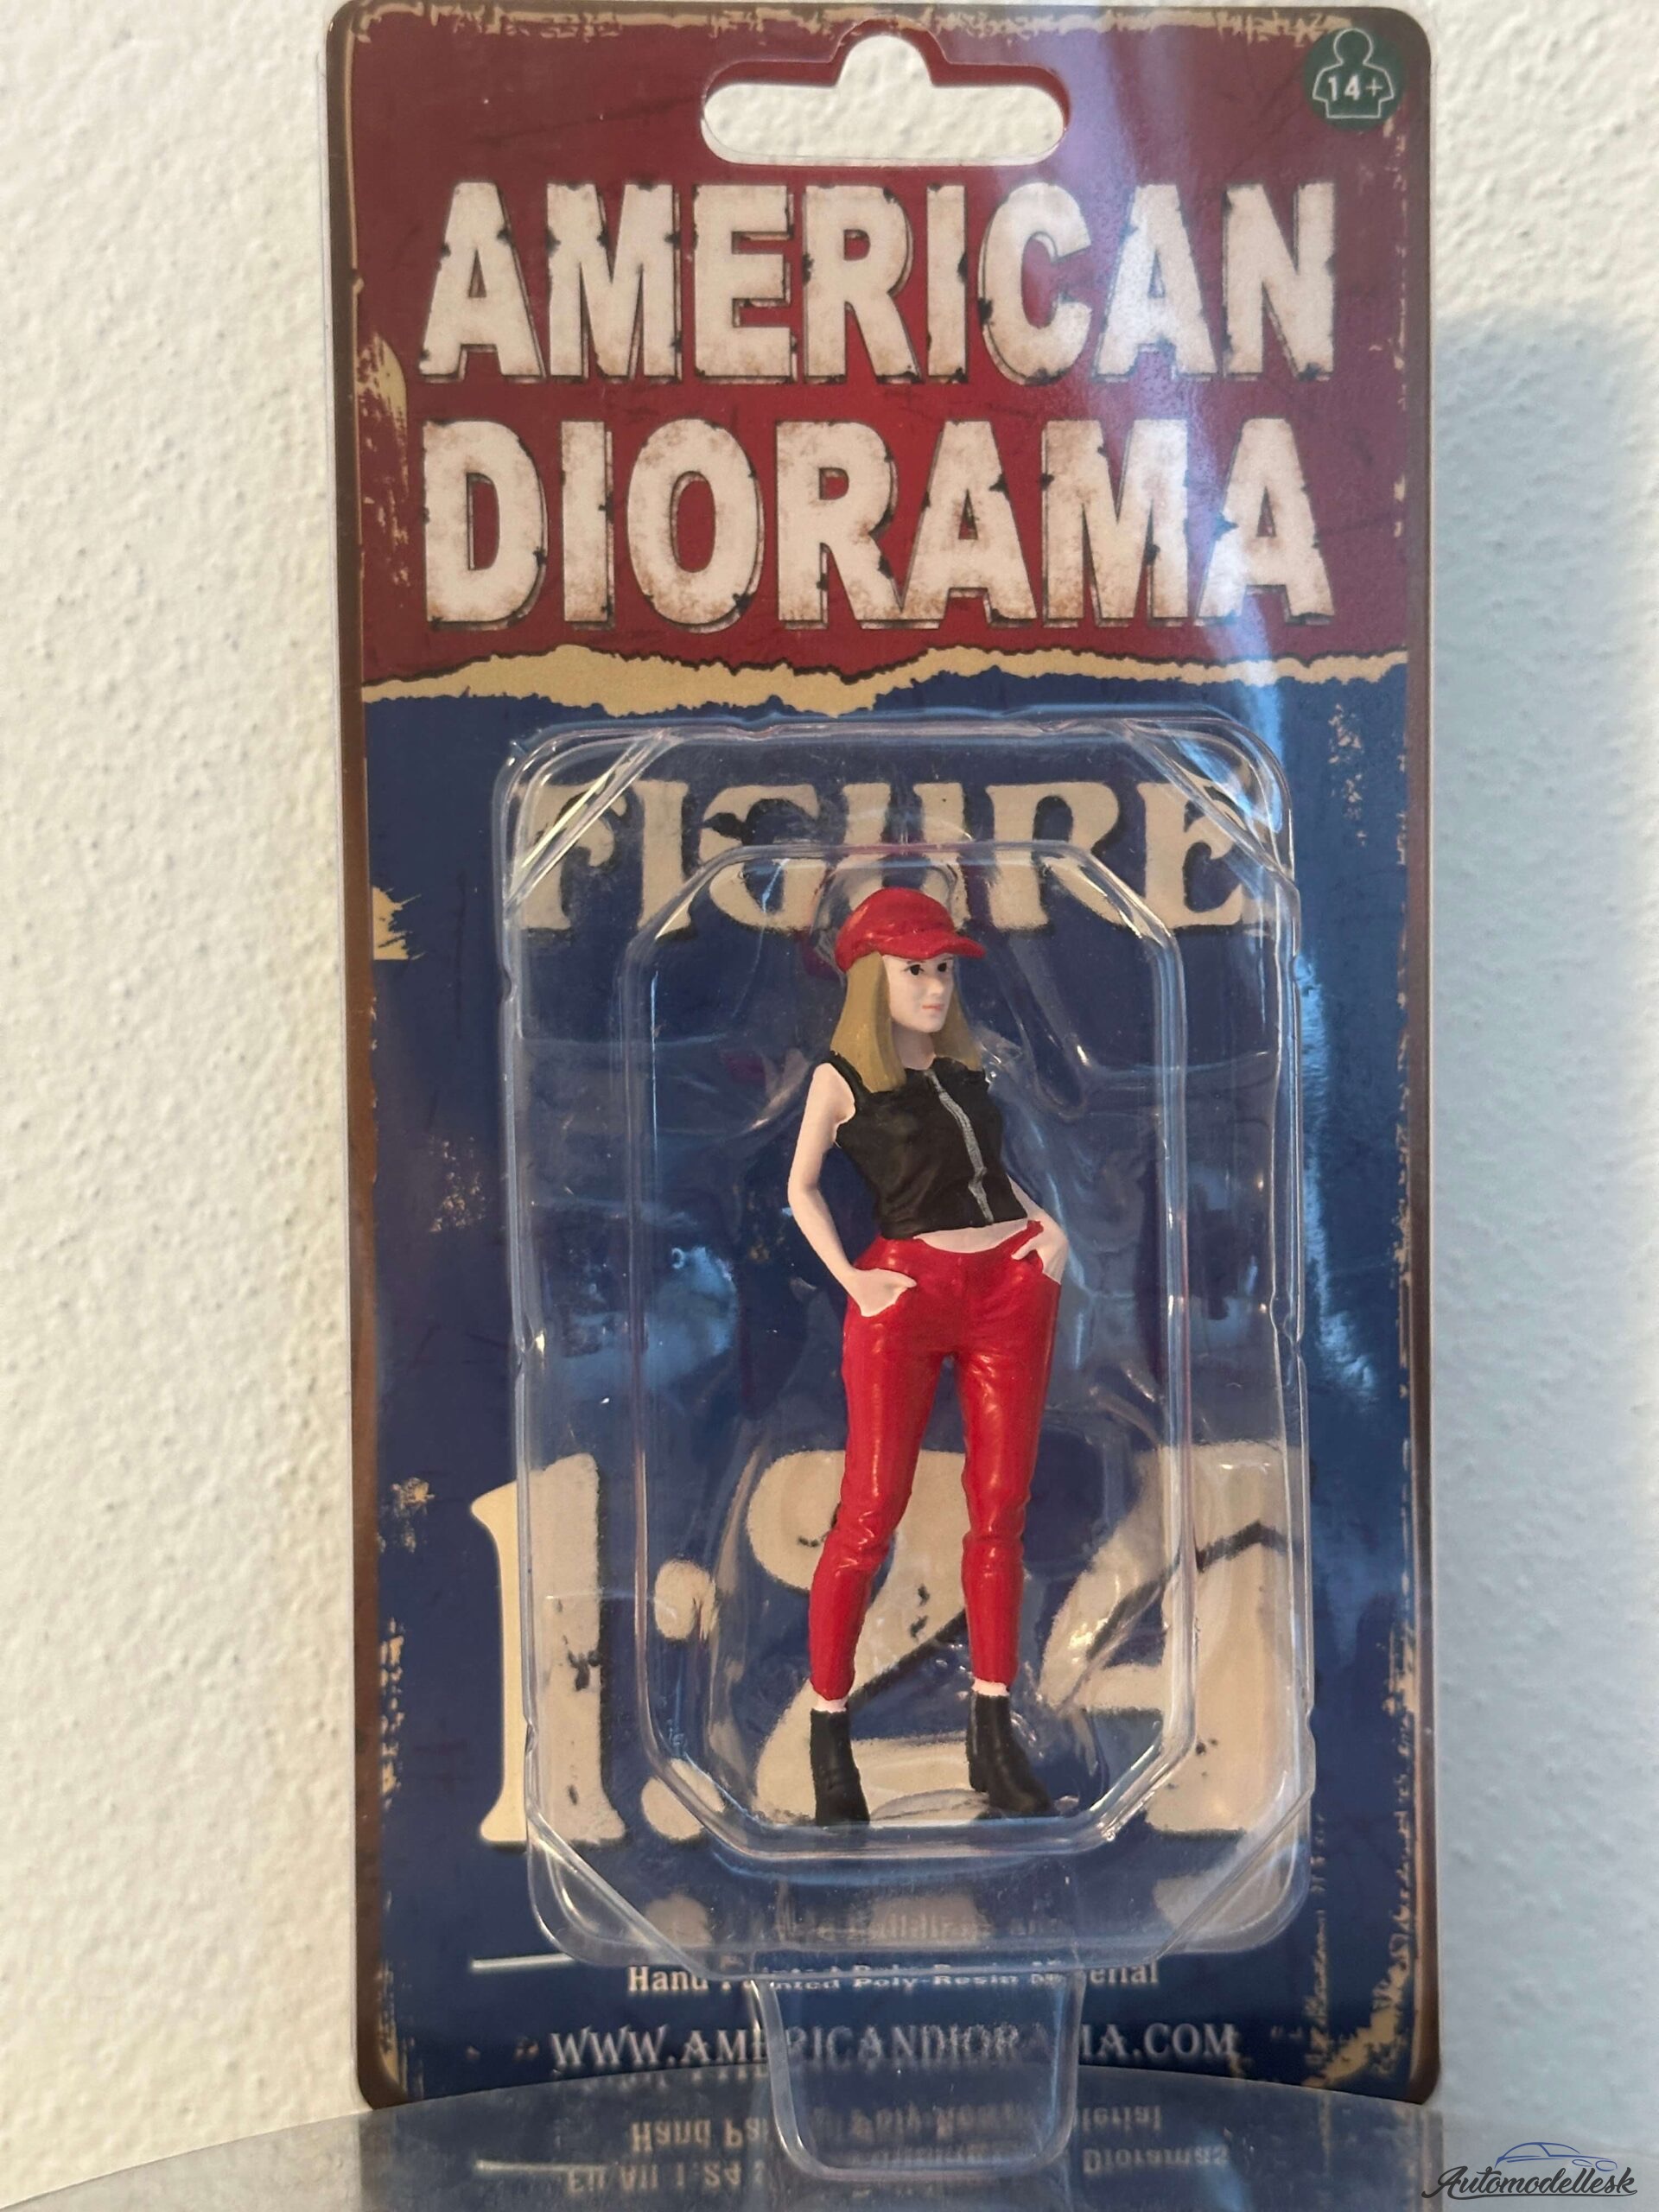 14+
AMERICAN
DIORAMA
FIGURE
1:24
Hand Painted Poly-Resin Material
WWW.AMERICANDIORAMA.COM
Automodellesk